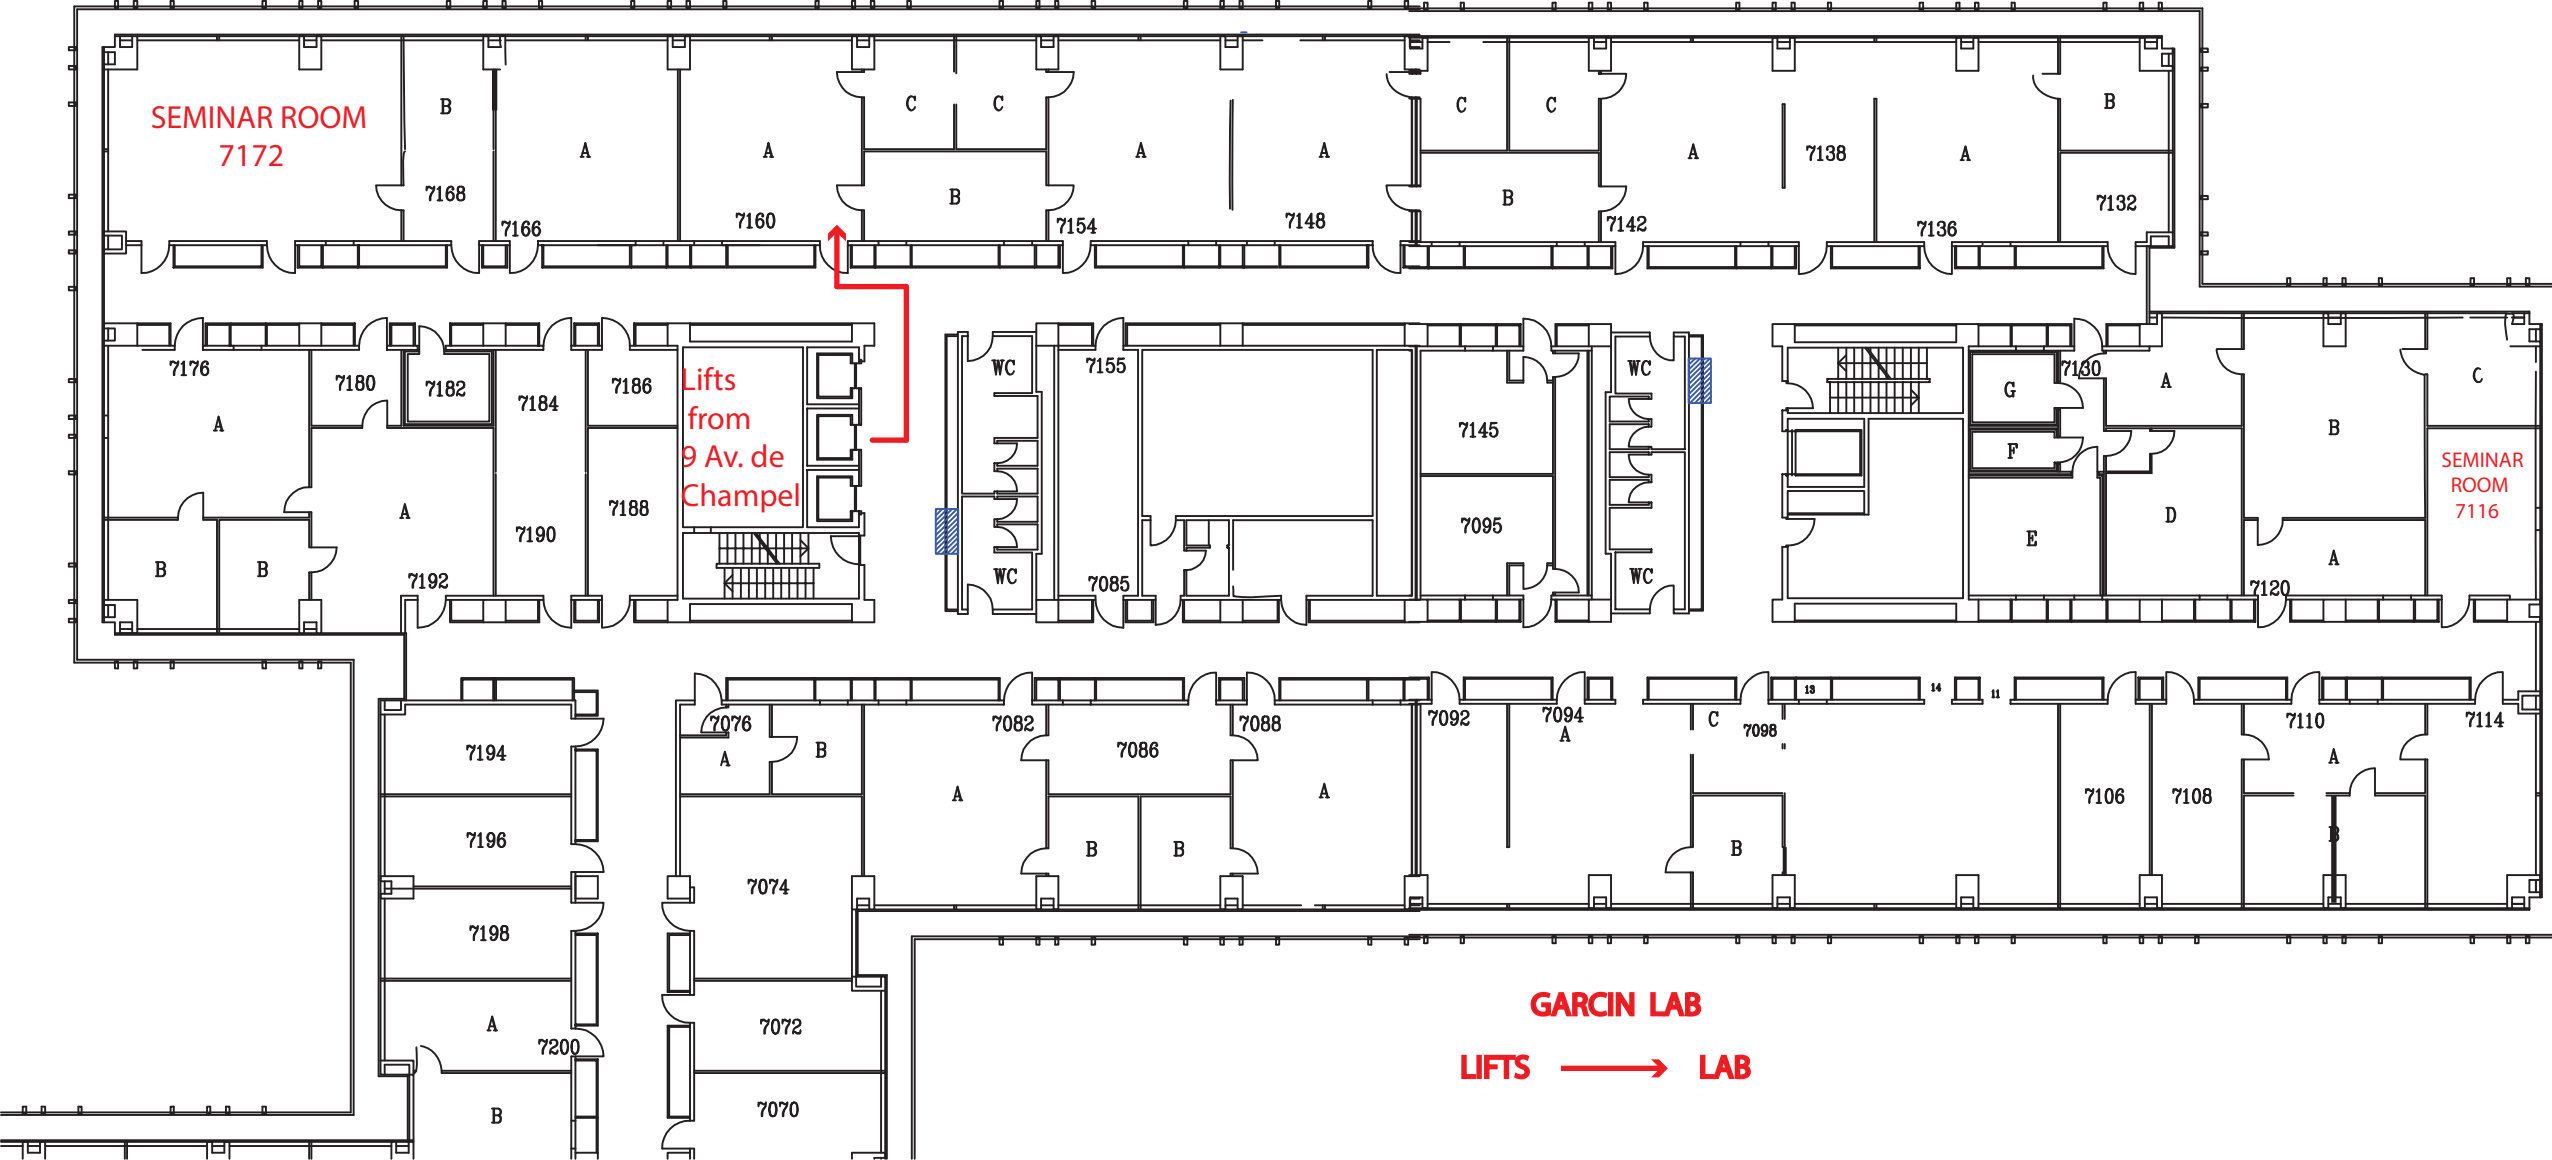 SEMINAR ROOM
7172
B
7168
A
7166
A
7160
C
C
B
A
7154
A
7148
C
C
B
A
7142
7138
A
7136
B
7132
7176
A
B
B
7180
7182
A
7192
7184
7190
7186
7188
Lifts
from
9 Av. de
Champel
WC
WC
7155
7085
7145
7095
WC
WC
G
F
E
7130
A
D
B
C
A
7120
SEMINAR
ROOM
7116
7194
7196
7198
A
7200
B
7076
A
B
7074
7072
7070
7082
A
7086
B
B
7088
A
7092
7094
A
C
7098
B
13
14
11
7106
7108
7110
A
B
7114
GARCIN LAB
LIFTS LAB